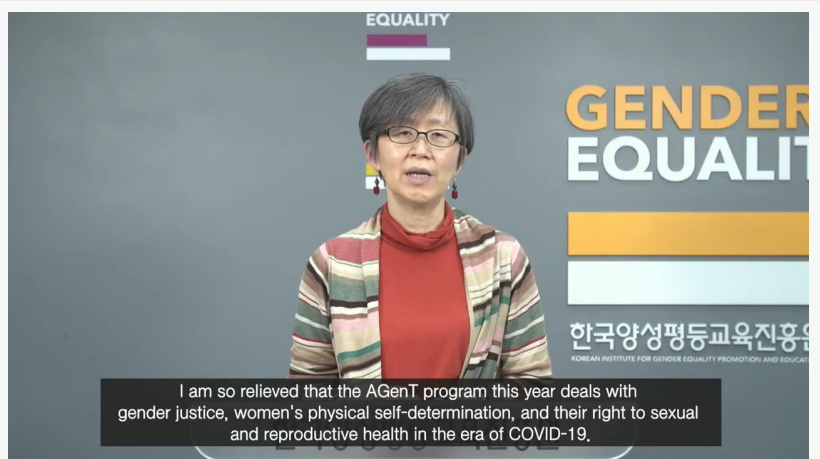 EQUALITY
GENDER
EQUALIT
한국양성평등교육진흥원
KOREAN INSTITUTE FOR GENDER EQUALITY PROMOTION AND EDUCAT
I am so relieved that the AGenT program this year deals with
gender justice, women's physical self-determination, and their right to sexual
and reproductive health in the era of COVID-19.